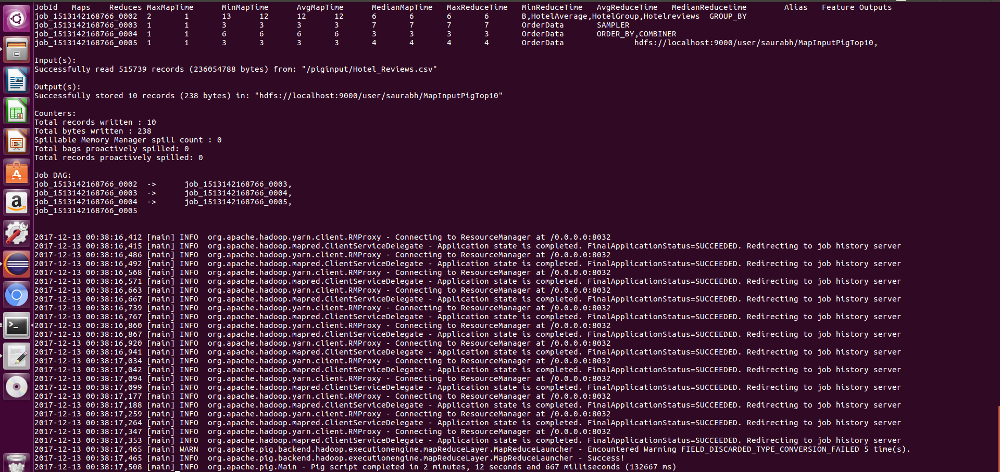 JobId Maps Reduces MaxMapTime MinMapTime AvgMapTime MedianMapTime MaxReduceTime MinReduceTime AvgReduceTime MedianReducetime Alias Feature Outputs
job_1513142168766_0002 2 1 13 12 12 12 6 6 6 6 B,HotelAverage,HotelGroup,Hotelreviews GROUP_BY
job_1513142168766_0003 1 1 3 3 3 3 7 7 7 7 OrderData SAMPLER
job_1513142168766_0004 1 1 6 6 6 6 3 3 3 3 OrderData ORDER_BY,COMBINER
job_1513142168766_0005 1 1 3 3 3 3 4 4 4 4 OrderData hdfs://localhost:9000/user/saurabh/MapInputPigTop10,
Input(s):
Successfully read 515739 records (236054788 bytes) from: "/piginput/Hotel_Reviews.csv"
Output(s):
Successfully stored 10 records (238 bytes) in: "hdfs://localhost:9000/user/saurabh/MapInputPigTop10"
Counters:
Total records written : 10
Total bytes written : 238
Spillable Memory Manager spill count : 0
Total bags proactively spilled: 0
Total records proactively spilled: 0
Job DAG:
job_1513142168766_0002 -> job_1513142168766_0003,
job_1513142168766_0003 -> job_1513142168766_0004,
job_1513142168766_0004 -> job_1513142168766_0005,
job_1513142168766_0005
2017-12-13 00:38:16,412 [main] INFO org.apache.hadoop.yarn.client.RMProxy - Connecting to ResourceManager at /0.0.0.0:8032
2017-12-13 00:38:16,415 [main] INFO org.apache.hadoop.mapred.ClientServiceDelegate - Application state is completed. FinalApplicationStatus=SUCCEEDED. Redirecting to job history server
2017-12-13 00:38:16,486 [main] INFO org.apache.hadoop.yarn.client.RMProxy - Connecting to ResourceManager at /0.0.0.0:8032
2017-12-13 00:38:16,492 [main] INFO org.apache.hadoop.mapred.ClientServiceDelegate - Application state is completed. FinalApplicationStatus=SUCCEEDED. Redirecting to job history server
2017-12-13 00:38:16,568 [main] INFO org.apache.hadoop.yarn.client.RMProxy - Connecting to ResourceManager at /0.0.0.0:8032
2017-12-13 00:38:16,571 [main] INFO org.apache.hadoop.mapred.ClientServiceDelegate - Application state is completed. FinalApplicationStatus=SUCCEEDED. Redirecting to job history server
2017-12-13 00:38:16,663 [main] INFO org.apache.hadoop.yarn.client.RMProxy - Connecting to ResourceManager at /0.0.0.0:8032
2017-12-13 00:38:16,667 [main] INFO org.apache.hadoop.mapred.ClientServiceDelegate - Application state is completed. FinalApplicationStatus=SUCCEEDED. Redirecting to job history server
2017-12-13 00:38:16,739 [main] INFO org.apache.hadoop.yarn.client.RMProxy - Connecting to ResourceManager at /0.0.0.0:8032
2017-12-13 00:38:16,767 [main] INFO org.apache.hadoop.mapred.ClientServiceDelegate - Application state is completed. FinalApplicationStatus=SUCCEEDED. Redirecting to job history server
2017-12-13 00:38:16,860 [main] INFO org.apache.hadoop.yarn.client.RMProxy - Connecting to ResourceManager at /0.0.0.0:8032
2017-12-13 00:38:16,867 [main] INFO org.apache.hadoop.mapred.ClientServiceDelegate - Application state is completed. FinalApplicationStatus=SUCCEEDED. Redirecting to job history server
2017-12-13 00:38:16,920 [main] INFO org.apache.hadoop.yarn.client.RMProxy - Connecting to ResourceManager at /0.0.0.0:8032
2017-12-13 00:38:16,941 [main] INFO org.apache.hadoop.mapred.ClientServiceDelegate - Application state is completed. FinalApplicationStatus=SUCCEEDED. Redirecting to job history server
2017-12-13 00:38:17,034 [main] INFO org.apache.hadoop.yarn.client.RMProxy - Connecting to ResourceManager at /0.0.0.0:8032
2017-12-13 00:38:17,042 [main] INFO org.apache.hadoop.mapred.ClientServiceDelegate - Application state is completed. FinalApplicationStatus=SUCCEEDED. Redirecting to job history server
2017-12-13 00:38:17,094 [main] INFO org.apache.hadoop.yarn.client.RMProxy - Connecting to ResourceManager at /0.0.0.0:8032
2017-12-13 00:38:17,099 [main] INFO org.apache.hadoop.mapred.ClientServiceDelegate - Application state is completed. FinalApplicationStatus=SUCCEEDED. Redirecting to job history server
2017-12-13 00:38:17,177 [main] INFO org.apache.hadoop.yarn.client.RMProxy - Connecting to ResourceManager at /0.0.0.0:8032
2017-12-13 00:38:17,188 [main] INFO org.apache.hadoop.mapred.ClientServiceDelegate - Application state is completed. FinalApplicationStatus=SUCCEEDED. Redirecting to job history server
2017-12-13 00:38:17,259 [main] INFO org.apache.hadoop.yarn.client.RMProxy - Connecting to ResourceManager at /0.0.0.0:8032
2017-12-13 00:38:17,264 [main] INFO org.apache.hadoop.mapred.ClientServiceDelegate - Application state is completed. FinalApplicationStatus=SUCCEEDED. Redirecting to job history server
2017-12-13 00:38:17,347 [main] INFO org.apache.hadoop.yarn.client.RMProxy - Connecting to ResourceManager at /0.0.0.0:8032
2017-12-13 00:38:17,353 [main] INFO org.apache.hadoop.mapred.ClientServiceDelegate - Application state is completed. FinalApplicationStatus=SUCCEEDED. Redirecting to job history server
2017-12-13 00:38:17,465 [main] WARN org.apache.pig.backend.hadoop.executionengine.mapReduceLayer.MapReduceLauncher - Encountered Warning FIELD_DISCARDED_TYPE_CONVERSION_FAILED 5 time(s).
2017-12-13 00:38:17,465 [main] INFO org.apache.pig.backend.hadoop.executionengine.mapReduceLayer.MapReduceLauncher - Success!
2017-12-13 00:38:17,508 [main] INFO org.apache.pig.Main - Pig script completed in 2 minutes, 12 seconds and 667 milliseconds (132667 ms)